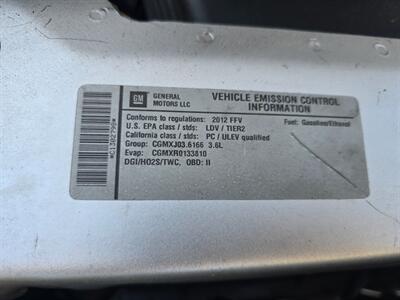 GM GENERAL MOTORS LLC
VEHICLE EMISSION CONTROL INFORMATION
Conforms to regulations: 2012 FFV
Fuel: Gasoline/Ethanol
U.S. EPA class / stds: LDV / TIER2
California class / stds: PC / ULEV qualified
Group: CGMXJ03.6166 3.6L
Evap: CGMXR0133810
DGI/HO2S/TWC, OBD: II